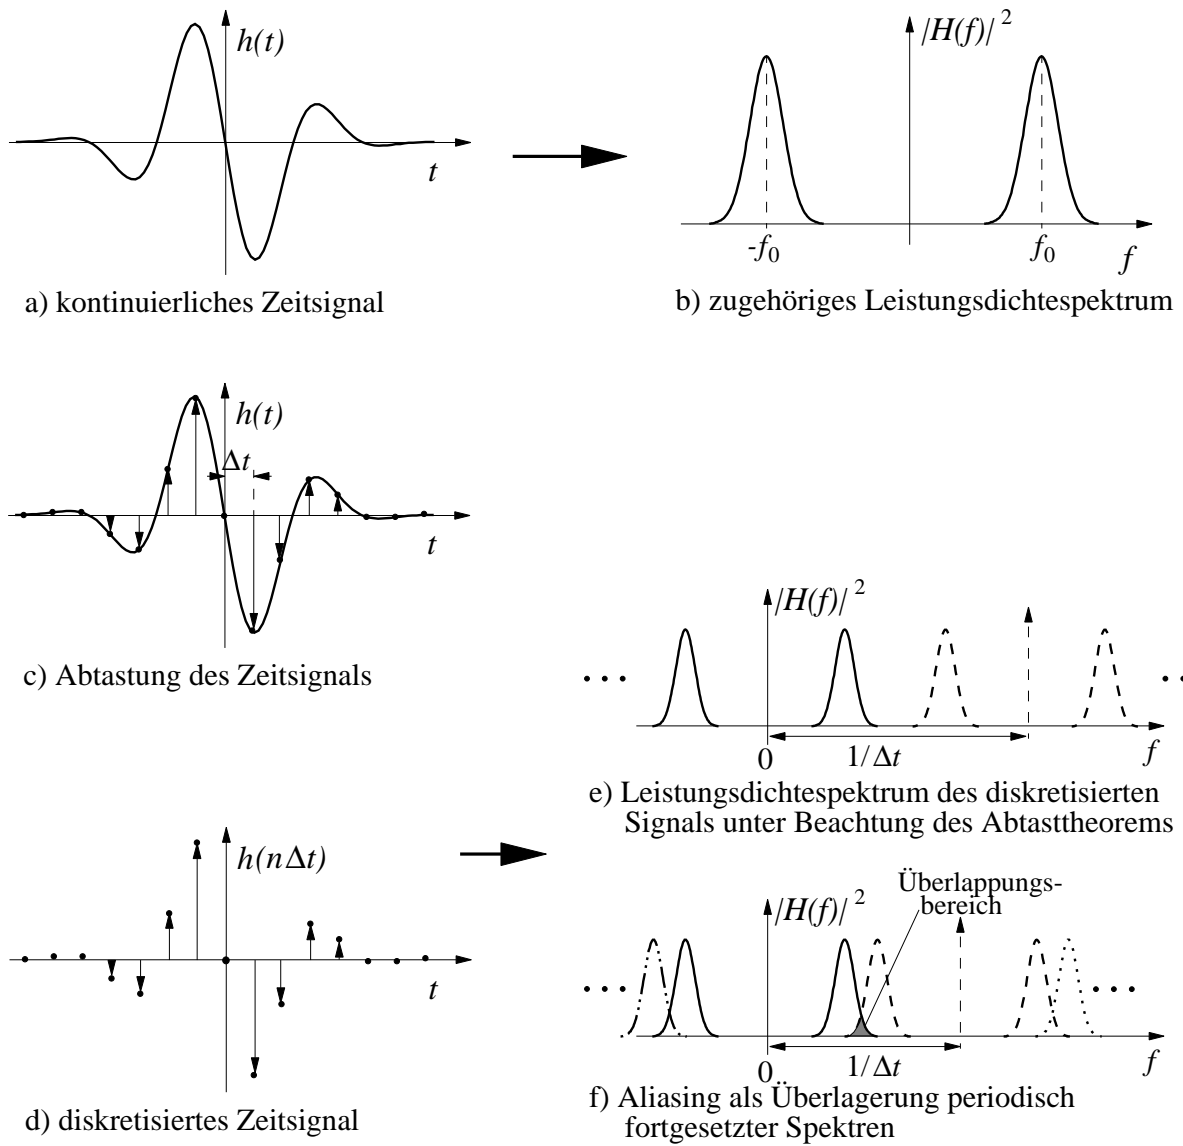 h(t)
t
a) kontinuierliches Zeitsignal
|H(f)| 2
-f0
f0
f
b) zugehöriges Leistungsdichtespektrum
h(t)
Δt
t
c) Abtastung des Zeitsignals
|H(f)| 2
0
1/Δt
f
e) Leistungsdichtespektrum des diskretisierten
Signals unter Beachtung des Abtasttheorems
h(nΔt)
t
d) diskretisiertes Zeitsignal
Überlappungs-
bereich
|H(f)| 2
0
1/Δt
f
f) Aliasing als Überlagerung periodisch
fortgesetzter Spektren